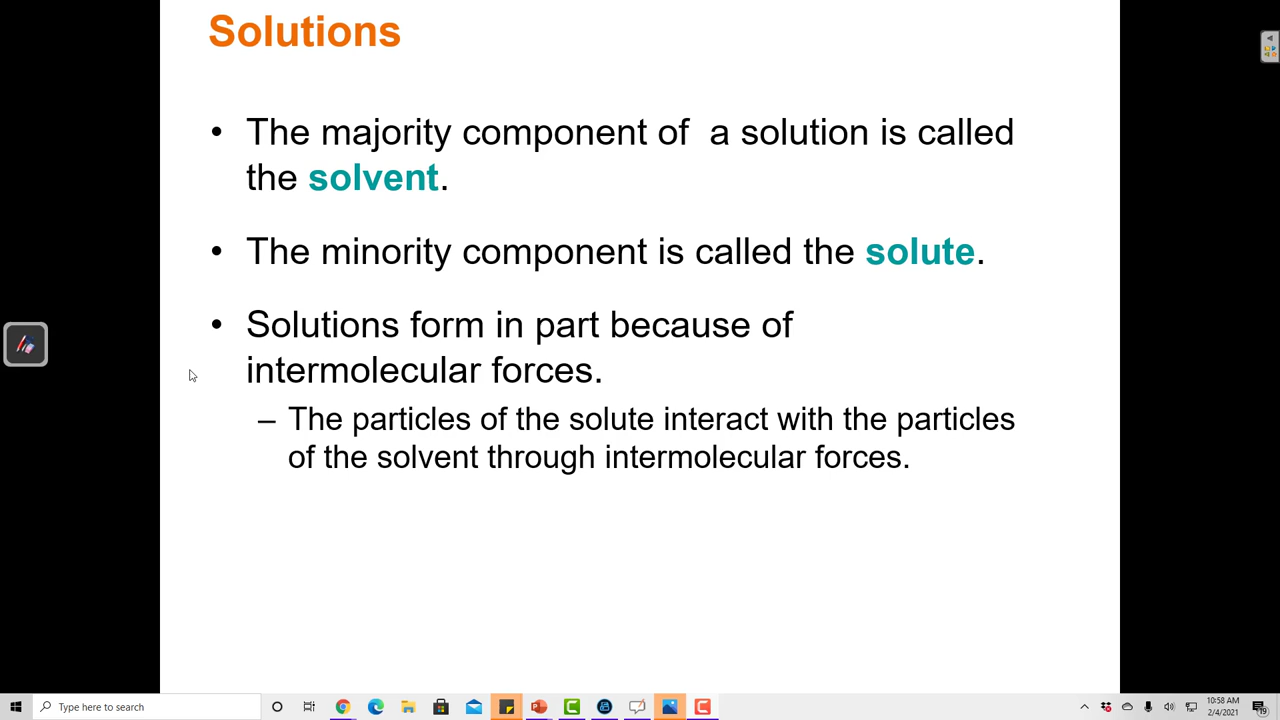 Solutions
• The majority component of  a solution is called
the solvent.
• The minority component is called the solute.
• Solutions form in part because of
intermolecular forces.
– The particles of the solute interact with the particles
of the solvent through intermolecular forces.
Type here to search
10:58 AM
2/4/2021
19